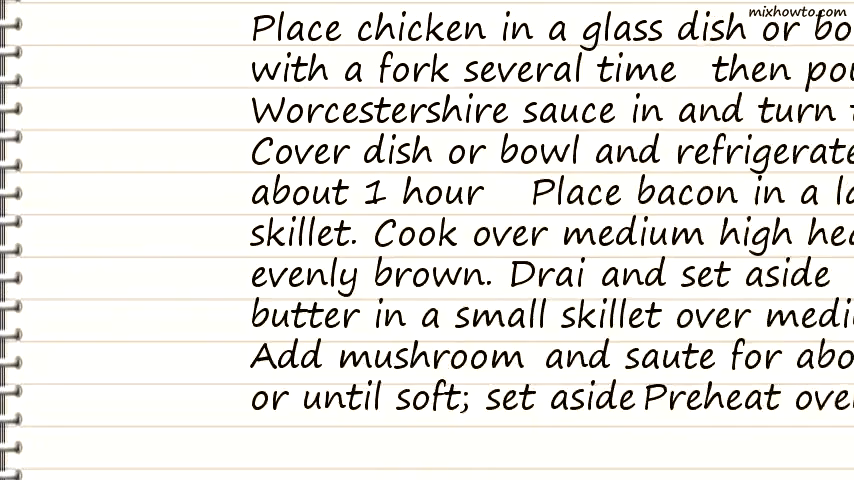 mixhowto.com
Place chicken in a glass dish or bo
with a fork several time then pou
Worcestershire sauce in and turn t
Cover dish or bowl and refrigerate
about 1 hour Place bacon in a la
skillet. Cook over medium high hea
evenly brown. Drai and set aside
butter in a small skillet over medi
Add mushroom and saute for abo
or until soft; set aside Preheat ove